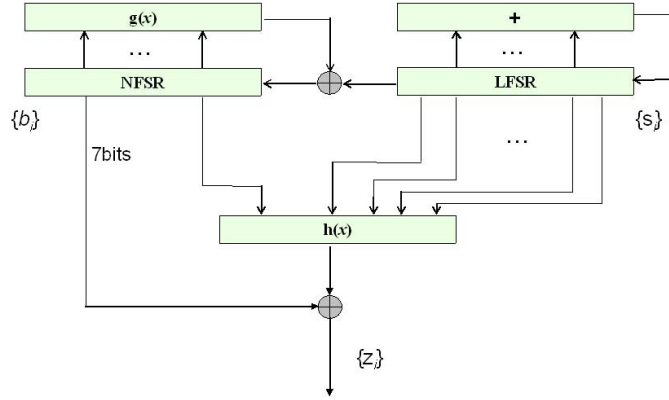 g(x)
+
...
...
NFSR
LFSR
{b_i}
{s_i}
7bits
...
h(x)
{z_i}